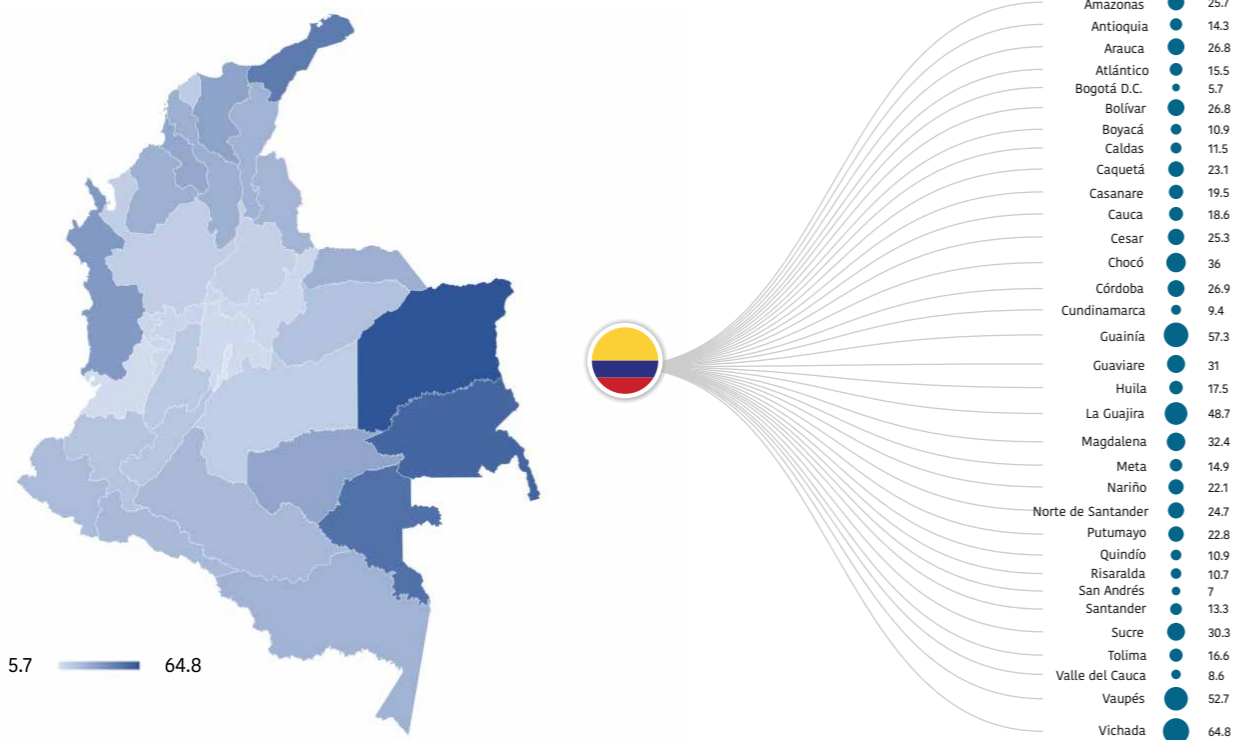 5.7 64.8
Amazonas 25.7
Antioquia 14.3
Arauca 26.8
Atlántico 15.5
Bogotá D.C. 5.7
Bolívar 26.8
Boyacá 10.9
Caldas 11.5
Caquetá 23.1
Casanare 19.5
Cauca 18.6
Cesar 25.3
Chocó 36
Córdoba 26.9
Cundinamarca 9.4
Guainía 57.3
Guaviare 31
Huila 17.5
La Guajira 48.7
Magdalena 32.4
Meta 14.9
Nariño 22.1
Norte de Santander 24.7
Putumayo 22.8
Quindío 10.9
Risaralda 10.7
San Andrés 7
Santander 13.3
Sucre 30.3
Tolima 16.6
Valle del Cauca 8.6
Vaupés 52.7
Vichada 64.8